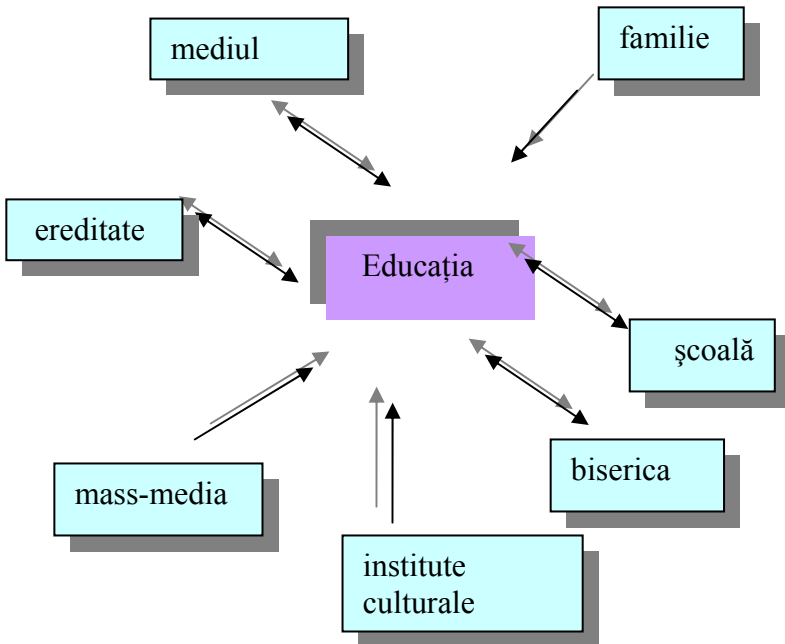 mediul
familie
ereditate
Educația
şcoală
biserica
mass-media
institute
culturale